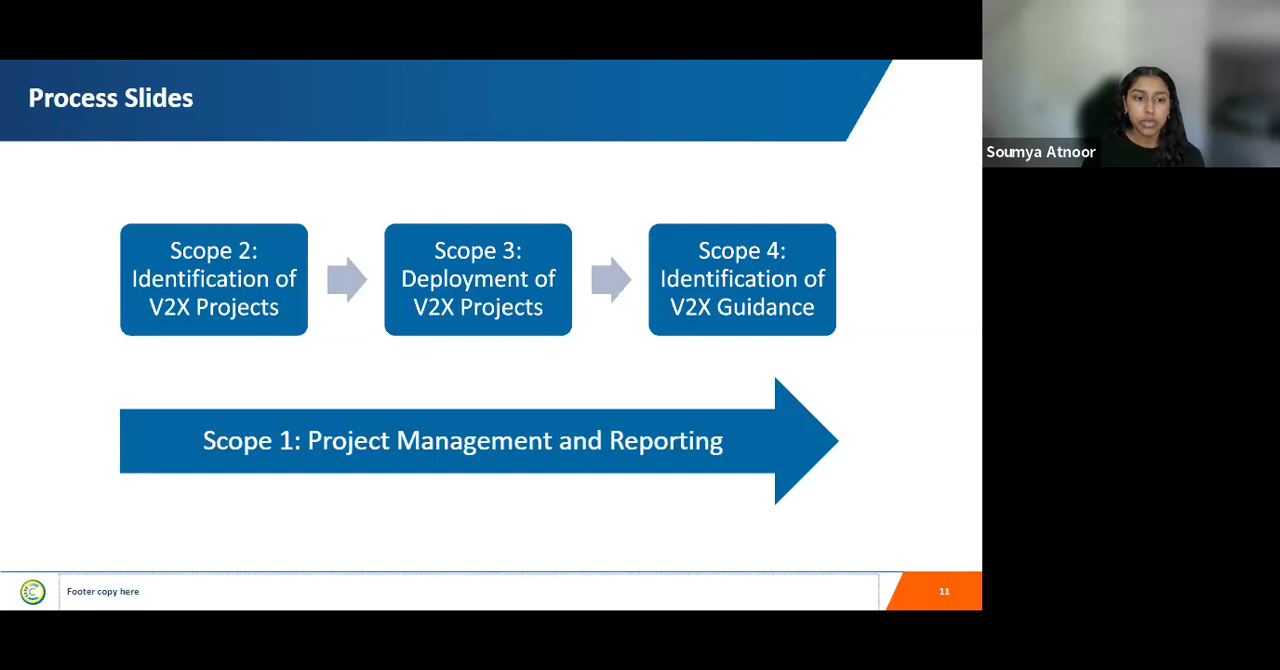 Process Slides
Soumya Atnoor
Scope 2:
Identification of
V2X Projects
Scope 3:
Deployment of
V2X Projects
Scope 4:
Identification of
V2X Guidance
Scope 1: Project Management and Reporting
Footer copy here
11